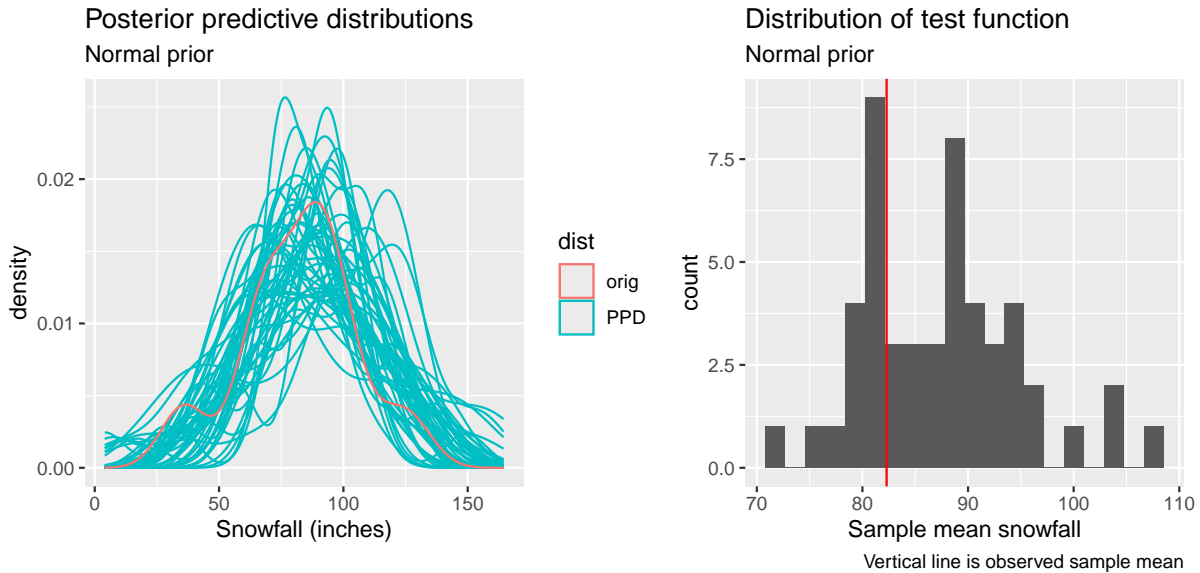 Posterior predictive distributions
Normal prior
0.02
0.01
0.00
density
0
50
100
150
Snowfall (inches)
dist
orig
PPD
Distribution of test function
Normal prior
7.5
5.0
2.5
0.0
count
70
80
90
100
110
Sample mean snowfall
Vertical line is observed sample mean